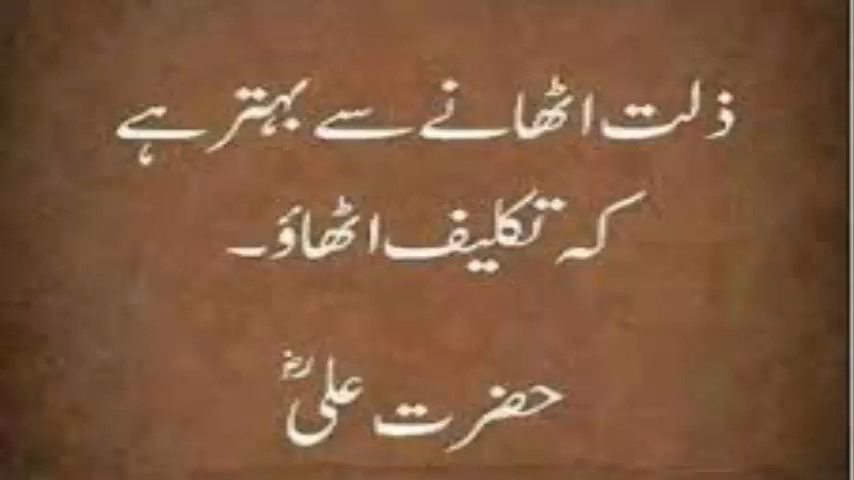 ذلت اٹھانے سے بہتر ہے
کہ تکلیف اٹھاؤ۔
حضرت علیؓ